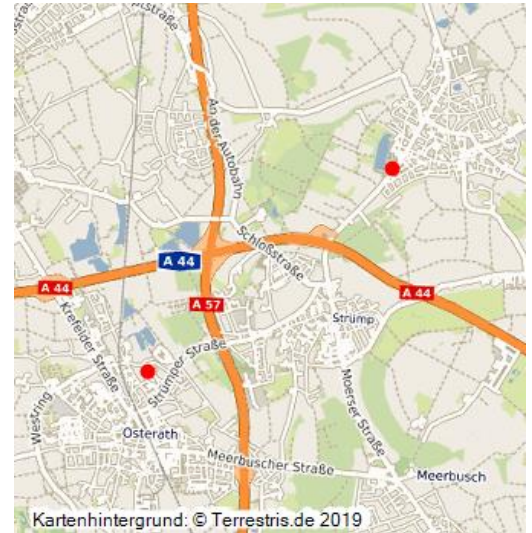 An der Autobahn
Schloßstraße
A 44
A 44
A 44
A 57
Strümp
Krefelder Straße
Strümper Straße
Moerser Straße
Westring
Osterath
Meerbuscher Straße
Meerbusch
Kartenhintergrund: © Terrestris.de 2019